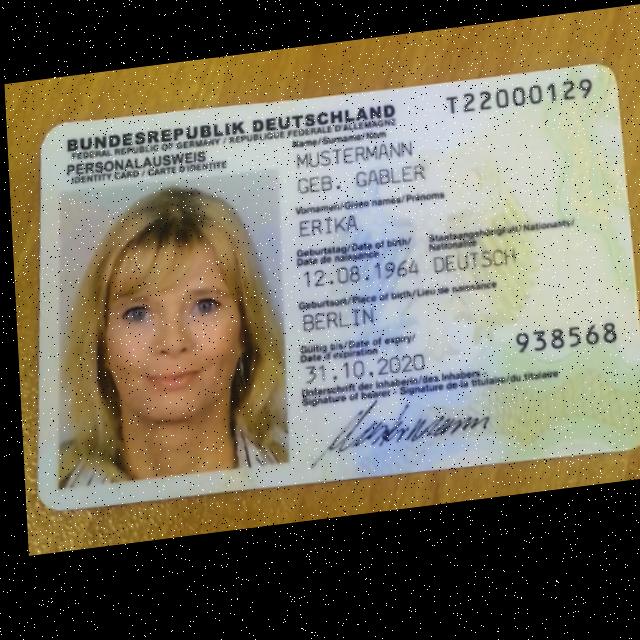 BUNDESREPUBLIK DEUTSCHLAND
T22000129
FEDERAL REPUBLIC OF GERMANY / REPUBLIQUE FEDERALE D'ALLEMAGNE
PERSONALAUSWEIS
IDENTITY CARD / CARTE D'IDENTITE
Name/Surname/Nom
MUSTERMANN
GEB. GABLER
Vornamen/Given names/Prénoms
ERIKA
Geburtstag/Date of birth/
Date de naissance
Staatsangehörigkeit/Nationality/
Nationalité
12.08.1964 DEUTSCH
Geburtsort/Place of birth/Lieu de naissance
BERLIN
Gültig bis/Date of expiry/
Date d'expiration
938568
31.10.2020
Unterschrift der Inhaberin/des Inhabers
Signature of bearer - Signature de la titulaire/du titulaire
Mustermann